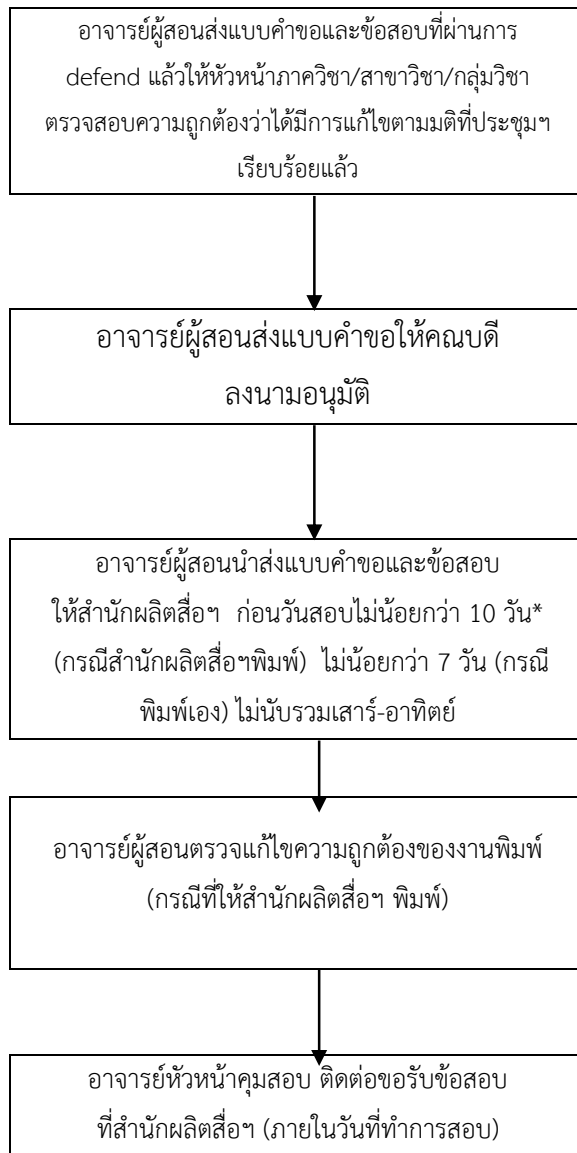 อาจารย์ผู้สอนส่งแบบคำขอและข้อสอบที่ผ่านการ
defend แล้วให้หัวหน้าภาควิชา/สาขาวิชา/กลุ่มวิชา
ตรวจสอบความถูกต้องว่าได้มีการแก้ไขตามมติที่ประชุมฯ
เรียบร้อยแล้ว
อาจารย์ผู้สอนส่งแบบคำขอให้คณบดี
ลงนามอนุมัติ
อาจารย์ผู้สอนนำส่งแบบคำขอและข้อสอบ
ให้สำนักผลิตสื่อฯ ก่อนวันสอบไม่น้อยกว่า 10 วัน*
(กรณีสำนักผลิตสื่อฯพิมพ์) ไม่น้อยกว่า 7 วัน (กรณี
พิมพ์เอง) ไม่นับรวมเสาร์-อาทิตย์
อาจารย์ผู้สอนตรวจแก้ไขความถูกต้องของงานพิมพ์
(กรณีที่ให้สำนักผลิตสื่อฯ พิมพ์)
อาจารย์หัวหน้าคุมสอบ ติดต่อขอรับข้อสอบ
ที่สำนักผลิตสื่อฯ (ภายในวันที่ทำการสอบ)